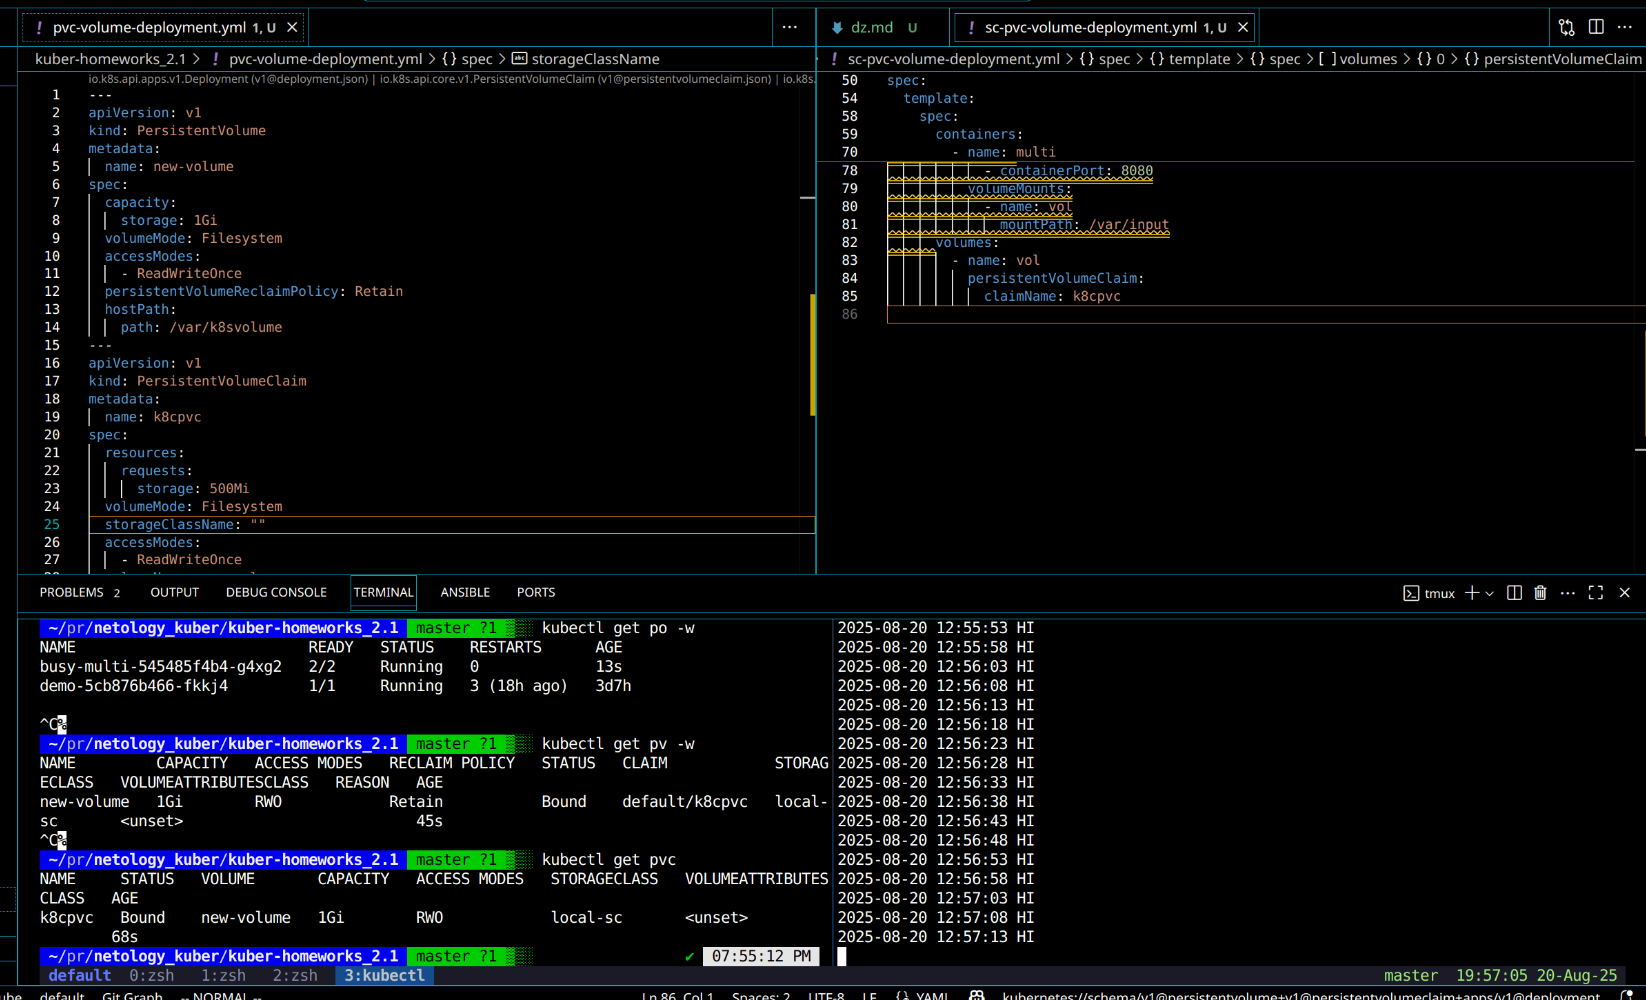 pvc-volume-deployment.yml 1, U
dz.md U
sc-pvc-volume-deployment.yml 1, U
kuber-homeworks_2.1 > pvc-volume-deployment.yml > {} spec > storageClassName
sc-pvc-volume-deployment.yml > {} spec > {} template > {} spec > [ ] volumes > {} 0 > {} persistentVolumeClaim
io.k8s.api.apps.v1.Deployment (v1@deployment.json) | io.k8s.api.core.v1.PersistentVolumeClaim (v1@persistentvolumeclaim.json) | io.k8s.
1 ---
2 apiVersion: v1
3 kind: PersistentVolume
4 metadata:
5 name: new-volume
6 spec:
7 capacity:
8 storage: 1Gi
9 volumeMode: Filesystem
10 accessModes:
11 - ReadWriteOnce
12 persistentVolumeReclaimPolicy: Retain
13 hostPath:
14 path: /var/k8svolume
15 ---
16 apiVersion: v1
17 kind: PersistentVolumeClaim
18 metadata:
19 name: k8cpvc
20 spec:
21 resources:
22 requests:
23 storage: 500Mi
24 volumeMode: Filesystem
25 storageClassName: ""
26 accessModes:
27 - ReadWriteOnce
50 spec:
54 template:
58 spec:
59 containers:
70 - name: multi
78 - containerPort: 8080
79 volumeMounts:
80 - name: vol
81 mountPath: /var/input
82 volumes:
83 - name: vol
84 persistentVolumeClaim:
85 claimName: k8cpvc
86
PROBLEMS 2 OUTPUT DEBUG CONSOLE TERMINAL ANSIBLE PORTS
tmux
~/pr/netology_kuber/kuber-homeworks_2.1 master ?1 kubectl get po -w
NAME READY STATUS RESTARTS AGE
busy-multi-545485f4b4-g4xg2 2/2 Running 0 13s
demo-5cb876b466-fkkj4 1/1 Running 3 (18h ago) 3d7h
^C%
~/pr/netology_kuber/kuber-homeworks_2.1 master ?1 kubectl get pv -w
NAME CAPACITY ACCESS MODES RECLAIM POLICY STATUS CLAIM STORAG
ECLASS VOLUMEATTRIBUTESCLASS REASON AGE
new-volume 1Gi RWO Retain Bound default/k8cpvc local-
sc <unset> 45s
^C%
~/pr/netology_kuber/kuber-homeworks_2.1 master ?1 kubectl get pvc
NAME STATUS VOLUME CAPACITY ACCESS MODES STORAGECLASS VOLUMEATTRIBUTES
CLASS AGE
k8cpvc Bound new-volume 1Gi RWO local-sc <unset>
68s
~/pr/netology_kuber/kuber-homeworks_2.1 master ?1 ✔ 07:55:12 PM
2025-08-20 12:55:53 HI
2025-08-20 12:55:58 HI
2025-08-20 12:56:03 HI
2025-08-20 12:56:08 HI
2025-08-20 12:56:13 HI
2025-08-20 12:56:18 HI
2025-08-20 12:56:23 HI
2025-08-20 12:56:28 HI
2025-08-20 12:56:33 HI
2025-08-20 12:56:38 HI
2025-08-20 12:56:43 HI
2025-08-20 12:56:48 HI
2025-08-20 12:56:53 HI
2025-08-20 12:56:58 HI
2025-08-20 12:57:03 HI
2025-08-20 12:57:08 HI
2025-08-20 12:57:13 HI
default 0:zsh 1:zsh 2:zsh 3:kubectl master 19:57:05 20-Aug-25
ube default Git Graph -- NORMAL -- Ln 86, Col 1 Spaces: 2 UTF-8 LF {} YAML kubernetes://schema/v1@persistentvolume+v1@persistentvolumeclaim+apps/v1@deployment